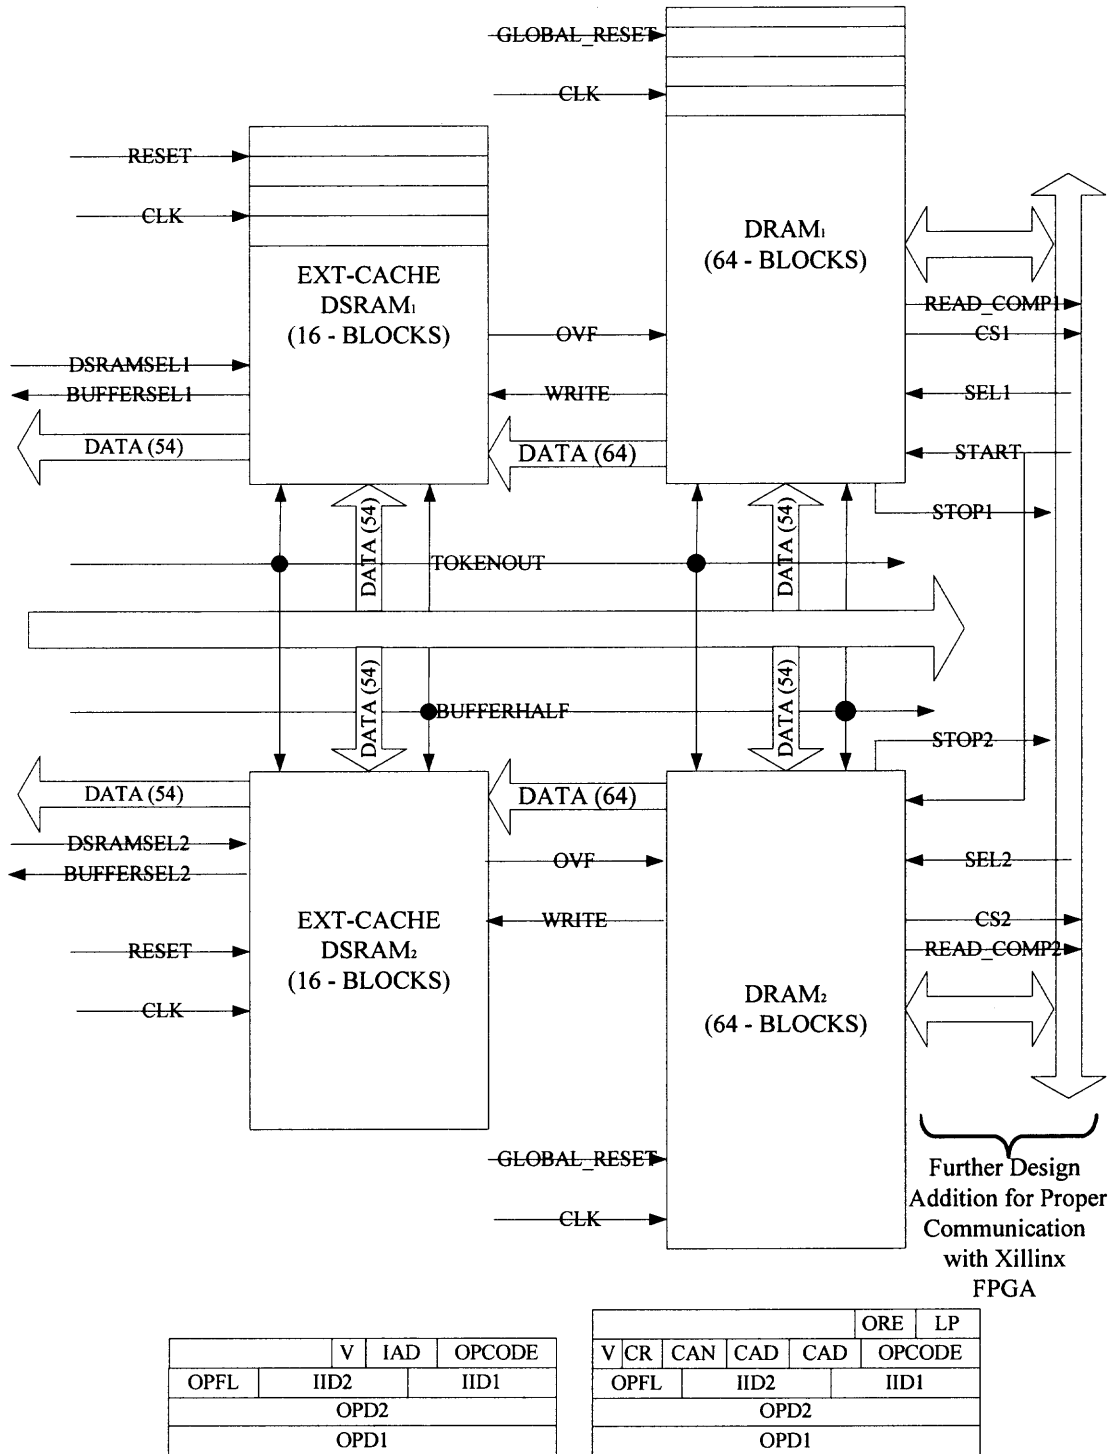 GLOBAL_RESET
CLK
RESET
CLK
DRAM₁
(64 - BLOCKS)
EXT-CACHE
DSRAM₁
(16 - BLOCKS)
READ_COMP1
OVF
CS1
DSRAMSEL1
BUFFERSEL1
WRITE
SEL1
DATA (54)
DATA (64)
START
STOP1
DATA (54)
DATA (54)
TOKENOUT
DATA (54)
DATA (54)
BUFFERHALF
STOP2
DATA (54)
DATA (64)
DSRAMSEL2
OVF
SEL2
BUFFERSEL2
EXT-CACHE
DSRAM₂
(16 - BLOCKS)
WRITE
CS2
RESET
READ_COMP2
CLK
DRAM₂
(64 - BLOCKS)
GLOBAL_RESET
CLK
Further Design
Addition for Proper
Communication
with Xillinx
FPGA
V IAD OPCODE
OPFL IID2 IID1
OPD2
OPD1
ORE LP
V CR CAN CAD CAD OPCODE
OPFL IID2 IID1
OPD2
OPD1